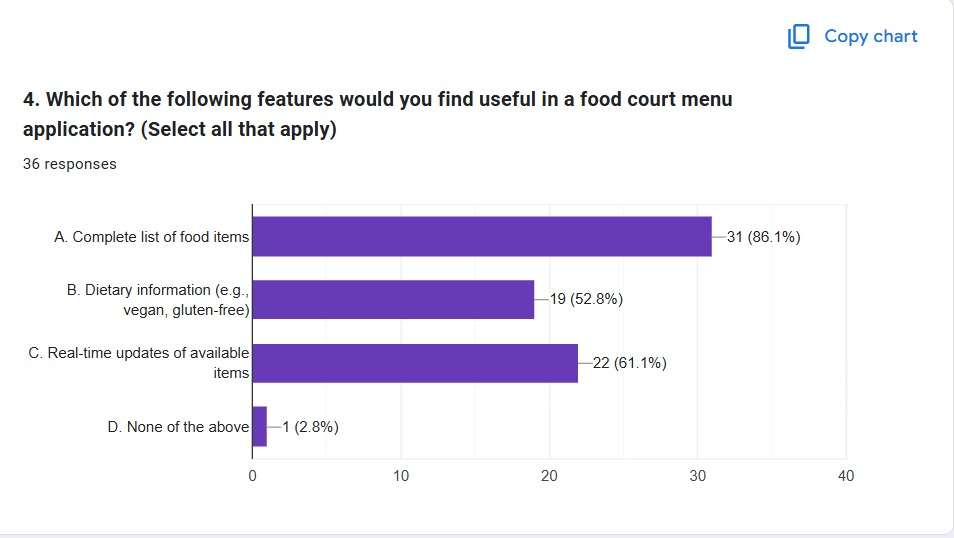 Copy chart
4. Which of the following features would you find useful in a food court menu
application? (Select all that apply)
36 responses
A. Complete list of food items
31 (86.1%)
B. Dietary information (e.g.,
vegan, gluten-free)
19 (52.8%)
C. Real-time updates of available
items
22 (61.1%)
D. None of the above
1 (2.8%)
0 10 20 30 40